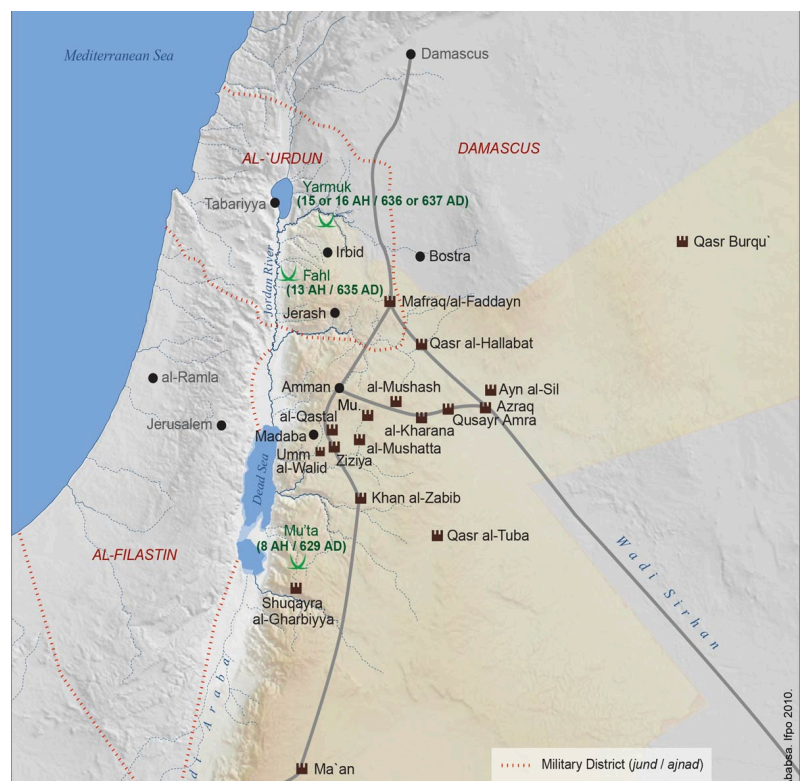 Mediterranean Sea
Damascus
AL-`URDUN
DAMASCUS
Yarmuk
(15 or 16 AH / 636 or 637 AD)
Tabariyya
Qasr Burqu`
Irbid
Bostra
Jordan River
Fahl
(13 AH / 635 AD)
Mafraq/al-Faddayn
Jerash
Qasr al-Hallabat
al-Ramla
Amman
al-Mushash
Ayn al-Sil
Mu.
Azraq
al-Qastal
Qusayr Amra
Jerusalem
al-Kharana
Madaba
al-Mushatta
Umm
al-Walid
Ziziya
Dead Sea
Khan al-Zabib
Mu'ta
(8 AH / 629 AD)
Qasr al-Tuba
AL-FILASTIN
Wadi Sirhan
Shuqayra
al-Gharbiyya
di Araba
Ma`an
Military District (jund / ajnad)
babsa. Ifpo 2010.